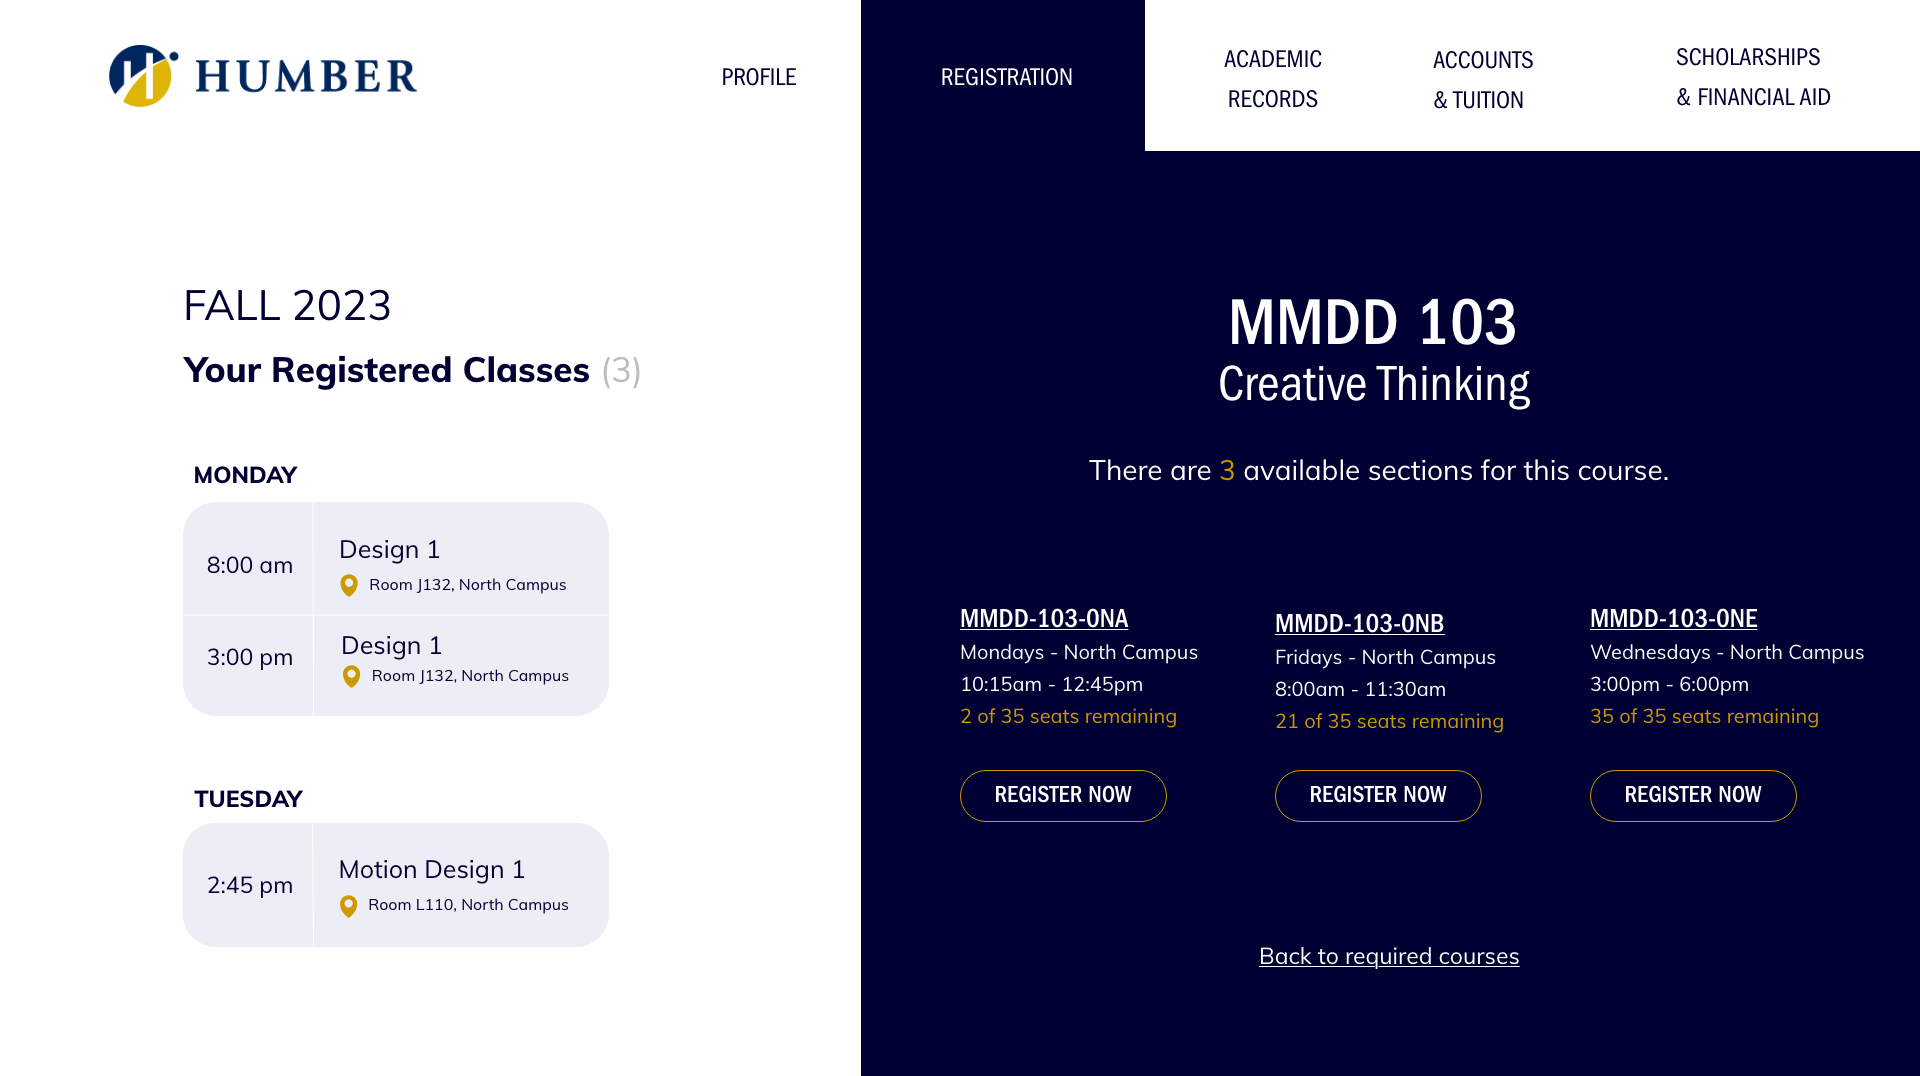 HUMBER
PROFILE
REGISTRATION
ACADEMIC
RECORDS
ACCOUNTS
& TUITION
SCHOLARSHIPS
& FINANCIAL AID
FALL 2023
Your Registered Classes (3)
MONDAY
8:00 am
Design 1
Room J132, North Campus
3:00 pm
Design 1
Room J132, North Campus
TUESDAY
2:45 pm
Motion Design 1
Room L110, North Campus
MMDD 103
Creative Thinking
There are 3 available sections for this course.
MMDD-103-0NA
Mondays - North Campus
10:15am - 12:45pm
2 of 35 seats remaining
REGISTER NOW
MMDD-103-0NB
Fridays - North Campus
8:00am - 11:30am
21 of 35 seats remaining
REGISTER NOW
MMDD-103-0NE
Wednesdays - North Campus
3:00pm - 6:00pm
35 of 35 seats remaining
REGISTER NOW
Back to required courses